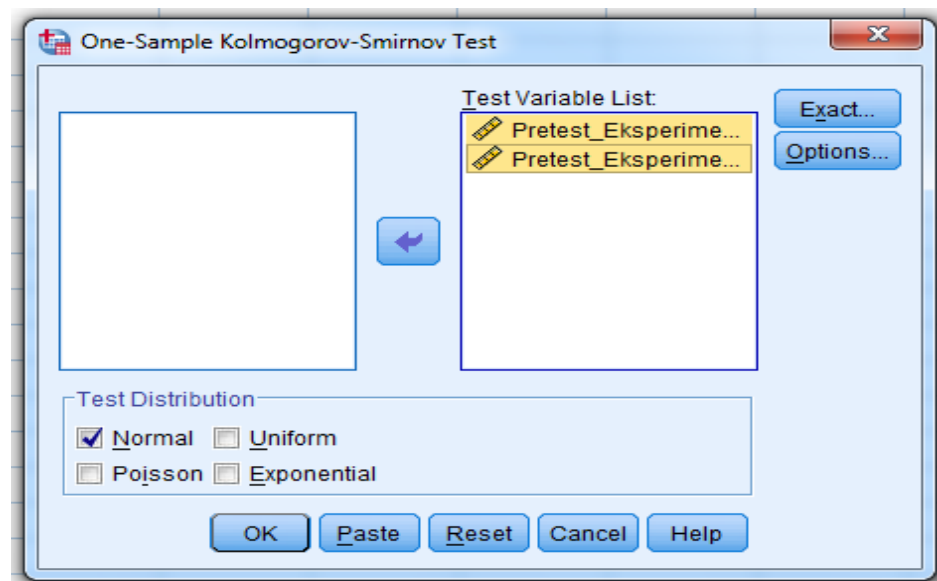 One-Sample Kolmogorov-Smirnov Test
Test Variable List:
Pretest_Eksperime...
Pretest_Eksperime...
Exact...
Options...
Test Distribution
Normal Uniform
Poisson Exponential
OK Paste Reset Cancel Help